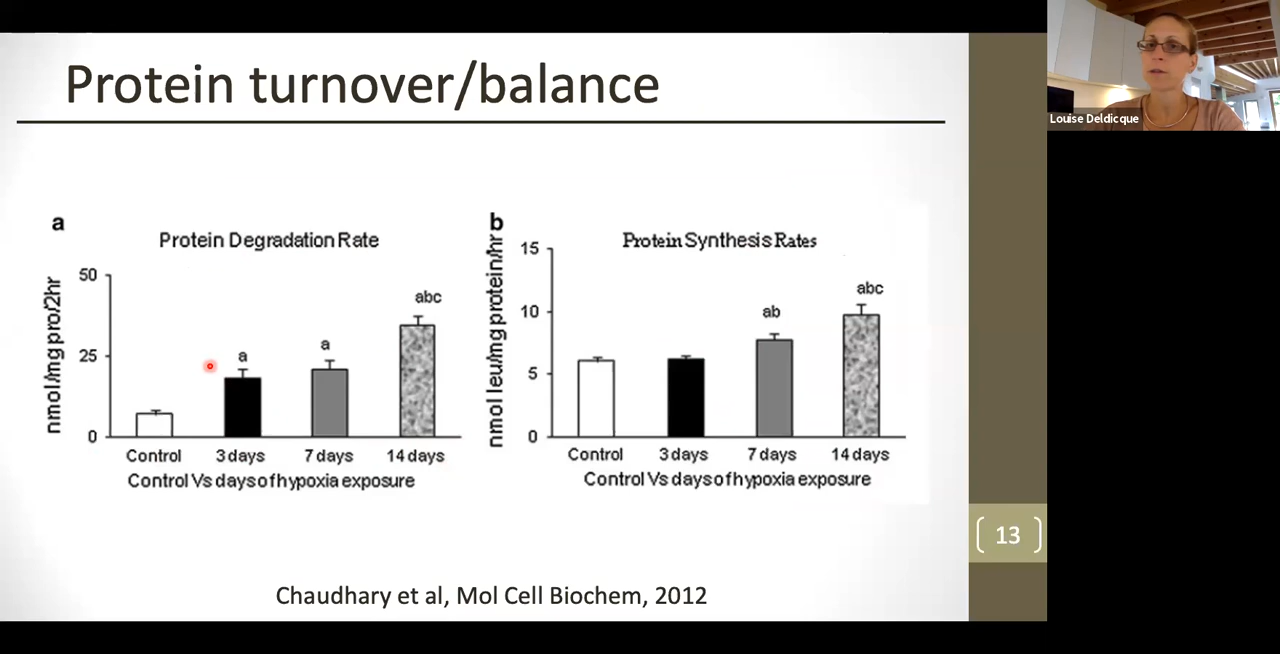 Protein turnover/balance
Louise Deldicque
a
Protein Degradation Rate
nmol/mg pro/2hr
50
25
0
a
a
abc
Control
3 days
7 days
14 days
Control Vs days of hypoxia exposure
b
Protein Synthesis Rates
nmol leu/mg protein/hr
15
10
5
0
ab
abc
Control
3 days
7 days
14 days
Control Vs days of hypoxia exposure
13
Chaudhary et al, Mol Cell Biochem, 2012